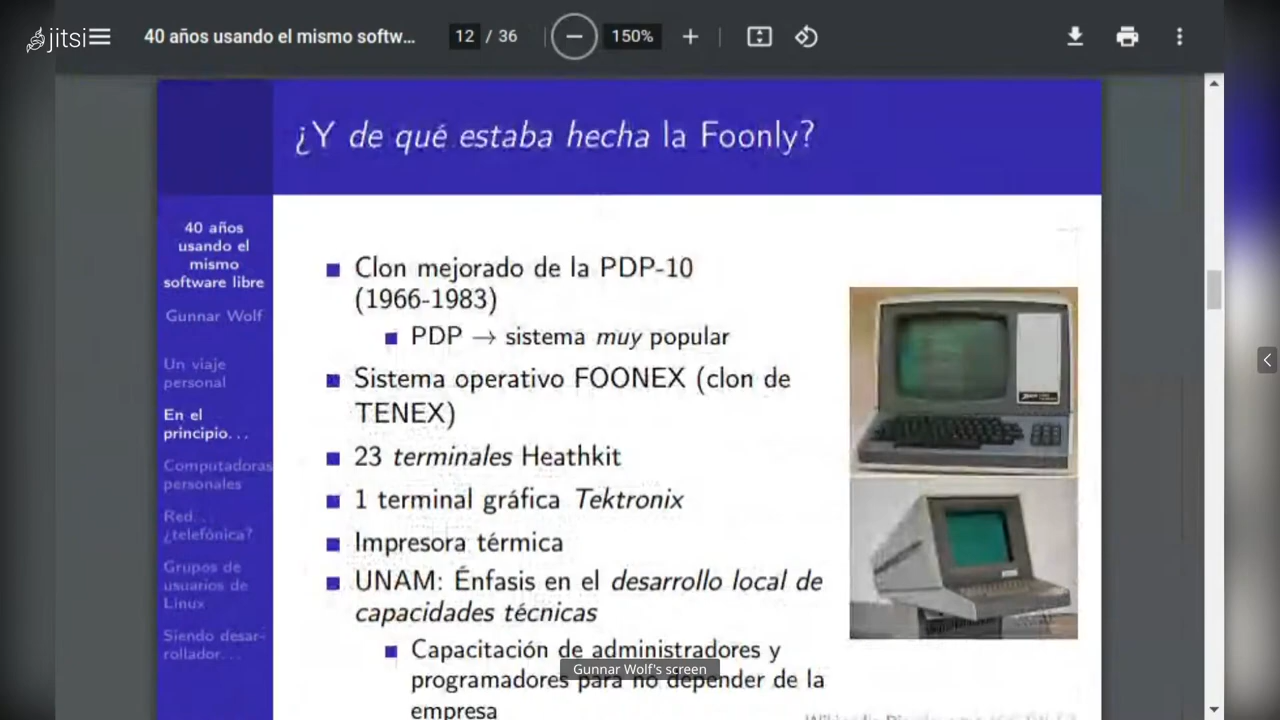 jitsi
40 años usando el mismo softw...
12 / 36
150%
¿Y de qué estaba hecha la Foonly?
40 años
usando el
mismo
software libre
Gunnar Wolf
Un viaje
personal
En el
principio...
Computadoras
personales
Red...
¿telefónica?
Grupos de
usuarios de
Linux
Siendo desar-
rollador...
Clon mejorado de la PDP-10
(1966-1983)
PDP → sistema muy popular
Sistema operativo FOONEX (clon de
TENEX)
23 terminales Heathkit
1 terminal gráfica Tektronix
Impresora térmica
UNAM: Énfasis en el desarrollo local de
capacidades técnicas
Capacitación de administradores y
programadores para no depender de la
empresa
Gunnar Wolf's screen